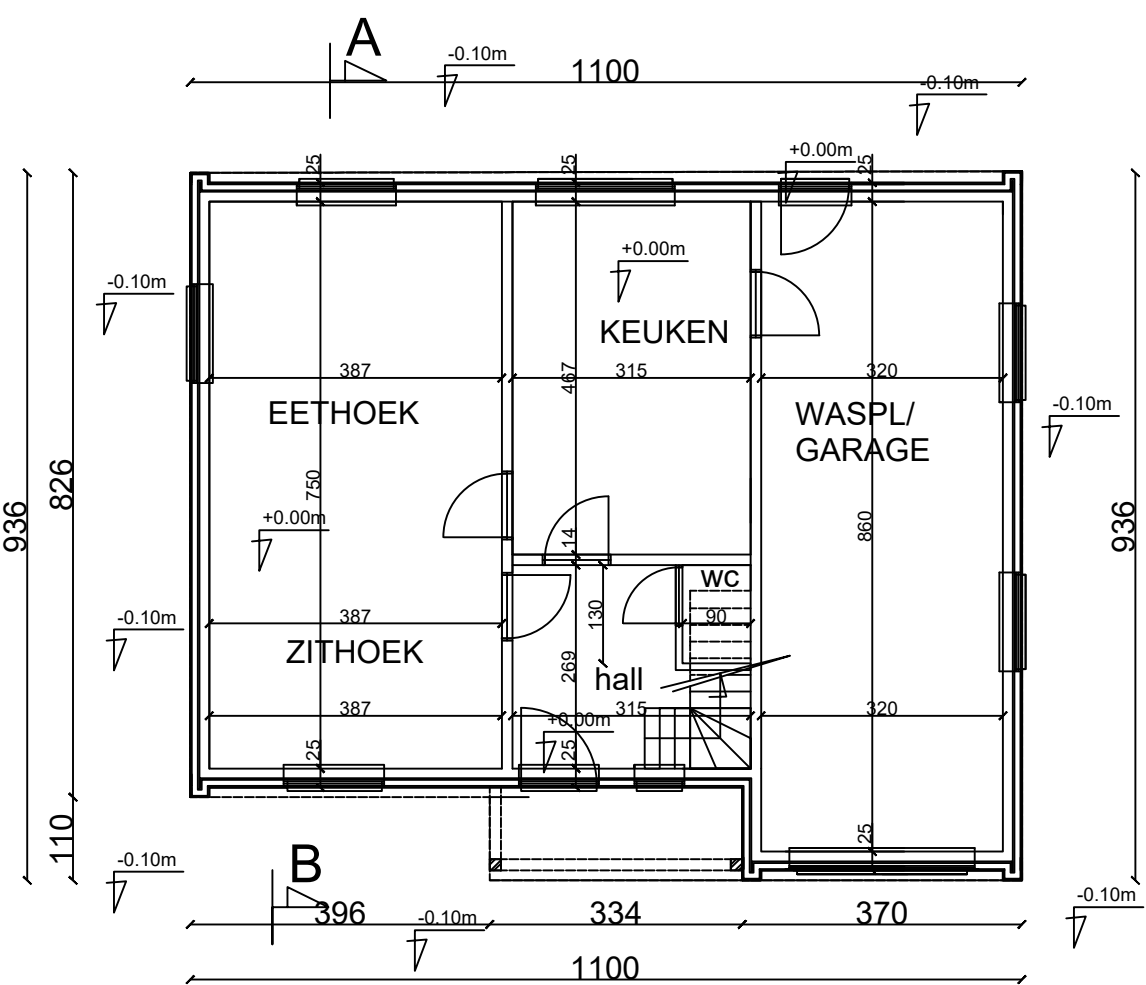 A
-0.10m
1100
-0.10m
25
25
+0.00m
25
-0.10m
+0.00m
KEUKEN
387
467
315
320
EETHOEK
WASPL/
GARAGE
-0.10m
826
936
750
+0.00m
14
860
936
wc
-0.10m
387
130
90
ZITHOEK
269
hall
387
315
320
+0.00m
25
25
110
25
-0.10m
B
-0.10m
396
-0.10m
334
370
1100